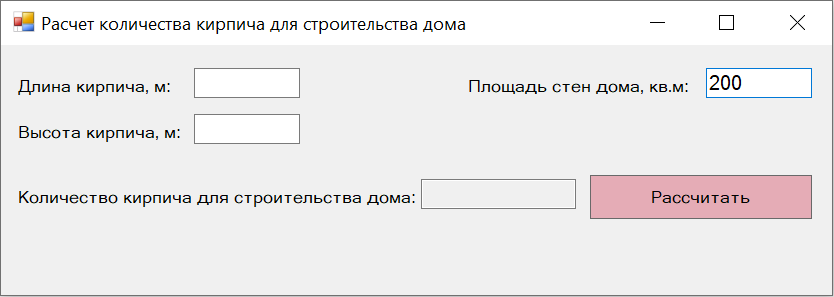 Расчет количества кирпича для строительства дома
Длина кирпича, м: Площадь стен дома, кв.м: 200
Высота кирпича, м:
Количество кирпича для строительства дома: Рассчитать